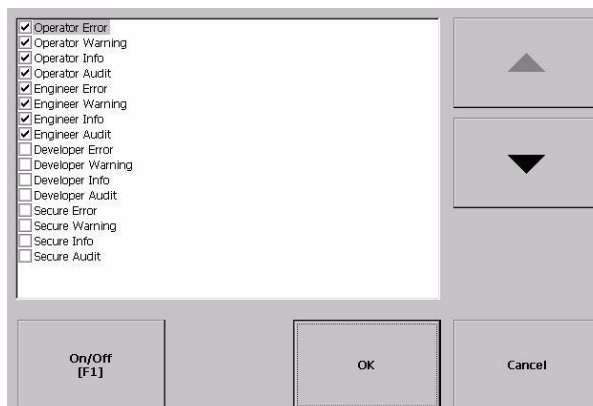 Operator Error
Operator Warning
Operator Info
Operator Audit
Engineer Error
Engineer Warning
Engineer Info
Engineer Audit
Developer Error
Developer Warning
Developer Info
Developer Audit
Secure Error
Secure Warning
Secure Info
Secure Audit
On/Off
[F1]
OK
Cancel